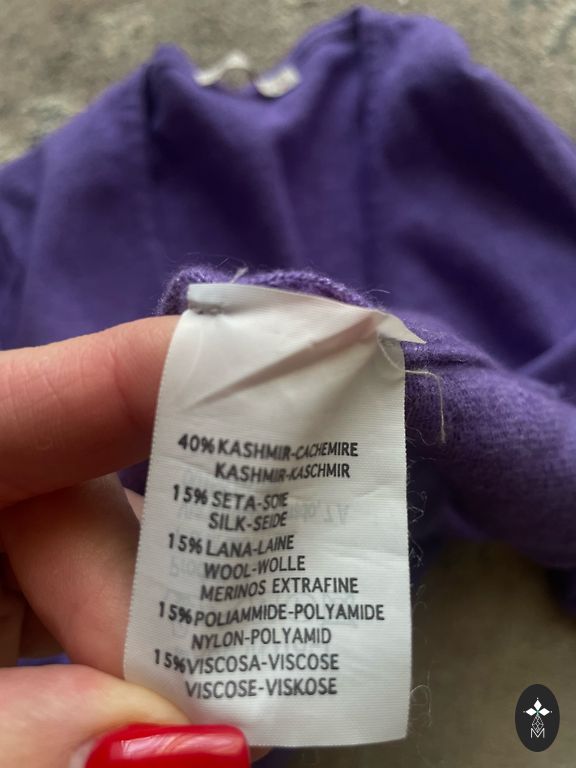 40% KASHMIR-CACHEMIRE
KASHMIR-KASCHMIR
15% SETA-SOIE
SILK-SEIDE
15% LANA-LAINE
WOOL-WOLLE
MERINOS EXTRAFINE
15% POLIAMMIDE-POLYAMIDE
NYLON-POLYAMID
15% VISCOSA-VISCOSE
VISCOSE-VISKOSE
M